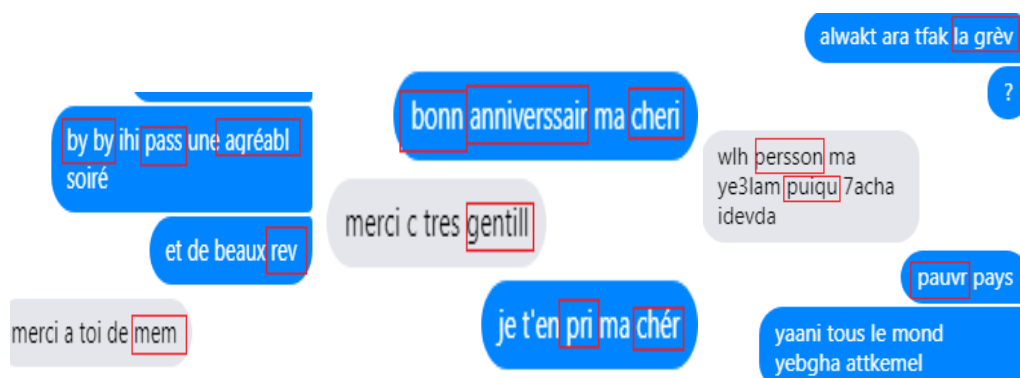 by by ihi pass une agréabl
soiré
et de beaux rev
merci a toi de mem
bonn anniverssair ma cheri
merci c tres gentill
je t'en pri ma chér
alwakt ara tfak la grèv
?
wlh persson ma
ye3lam puiqu 7acha
idevda
pauvr pays
yaani tous le mond
yebgha attkemel